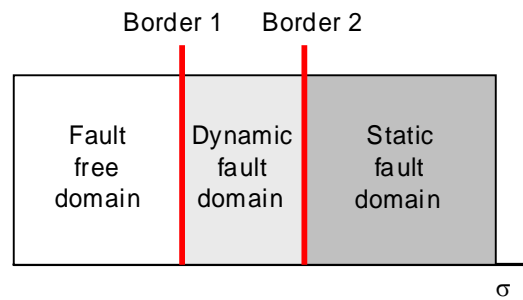 Border 1
Border 2
Fault
free
domain
Dynamic
fault
domain
Static
fault
domain
σ